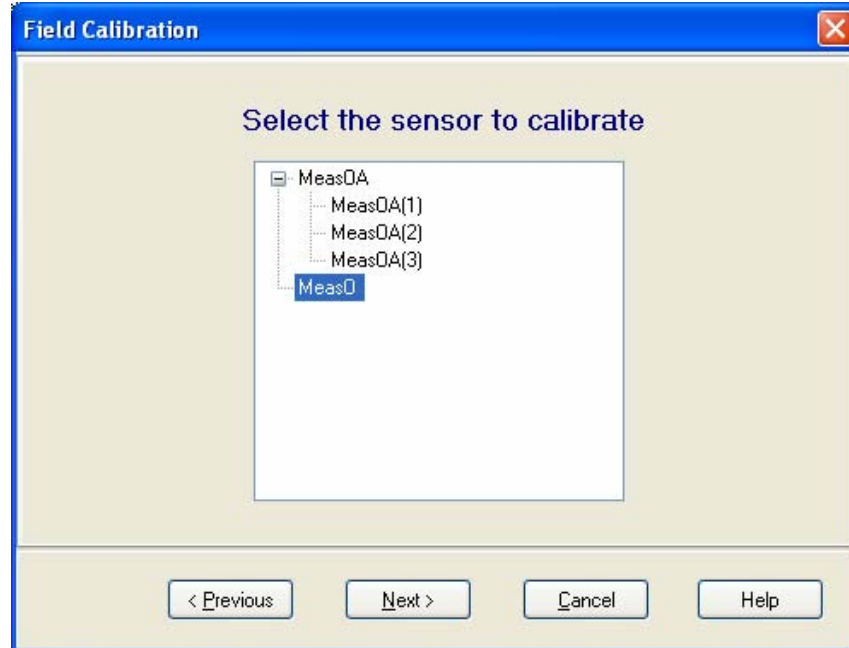 Field Calibration
Select the sensor to calibrate
MeasOA
MeasOA(1)
MeasOA(2)
MeasOA(3)
MeasO
< Previous
Next >
Cancel
Help